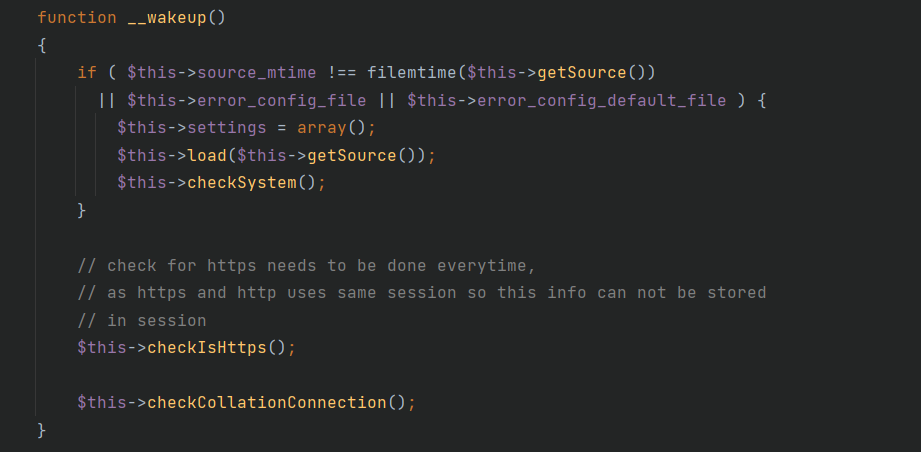 function __wakeup()
{
if ( $this->source_mtime !== filemtime($this->getSource())
|| $this->error_config_file || $this->error_config_default_file ) {
$this->settings = array();
$this->load($this->getSource());
$this->checkSystem();
}
// check for https needs to be done everytime,
// as https and http uses same session so this info can not be stored
// in session
$this->checkIsHttps();
$this->checkCollationConnection();
}